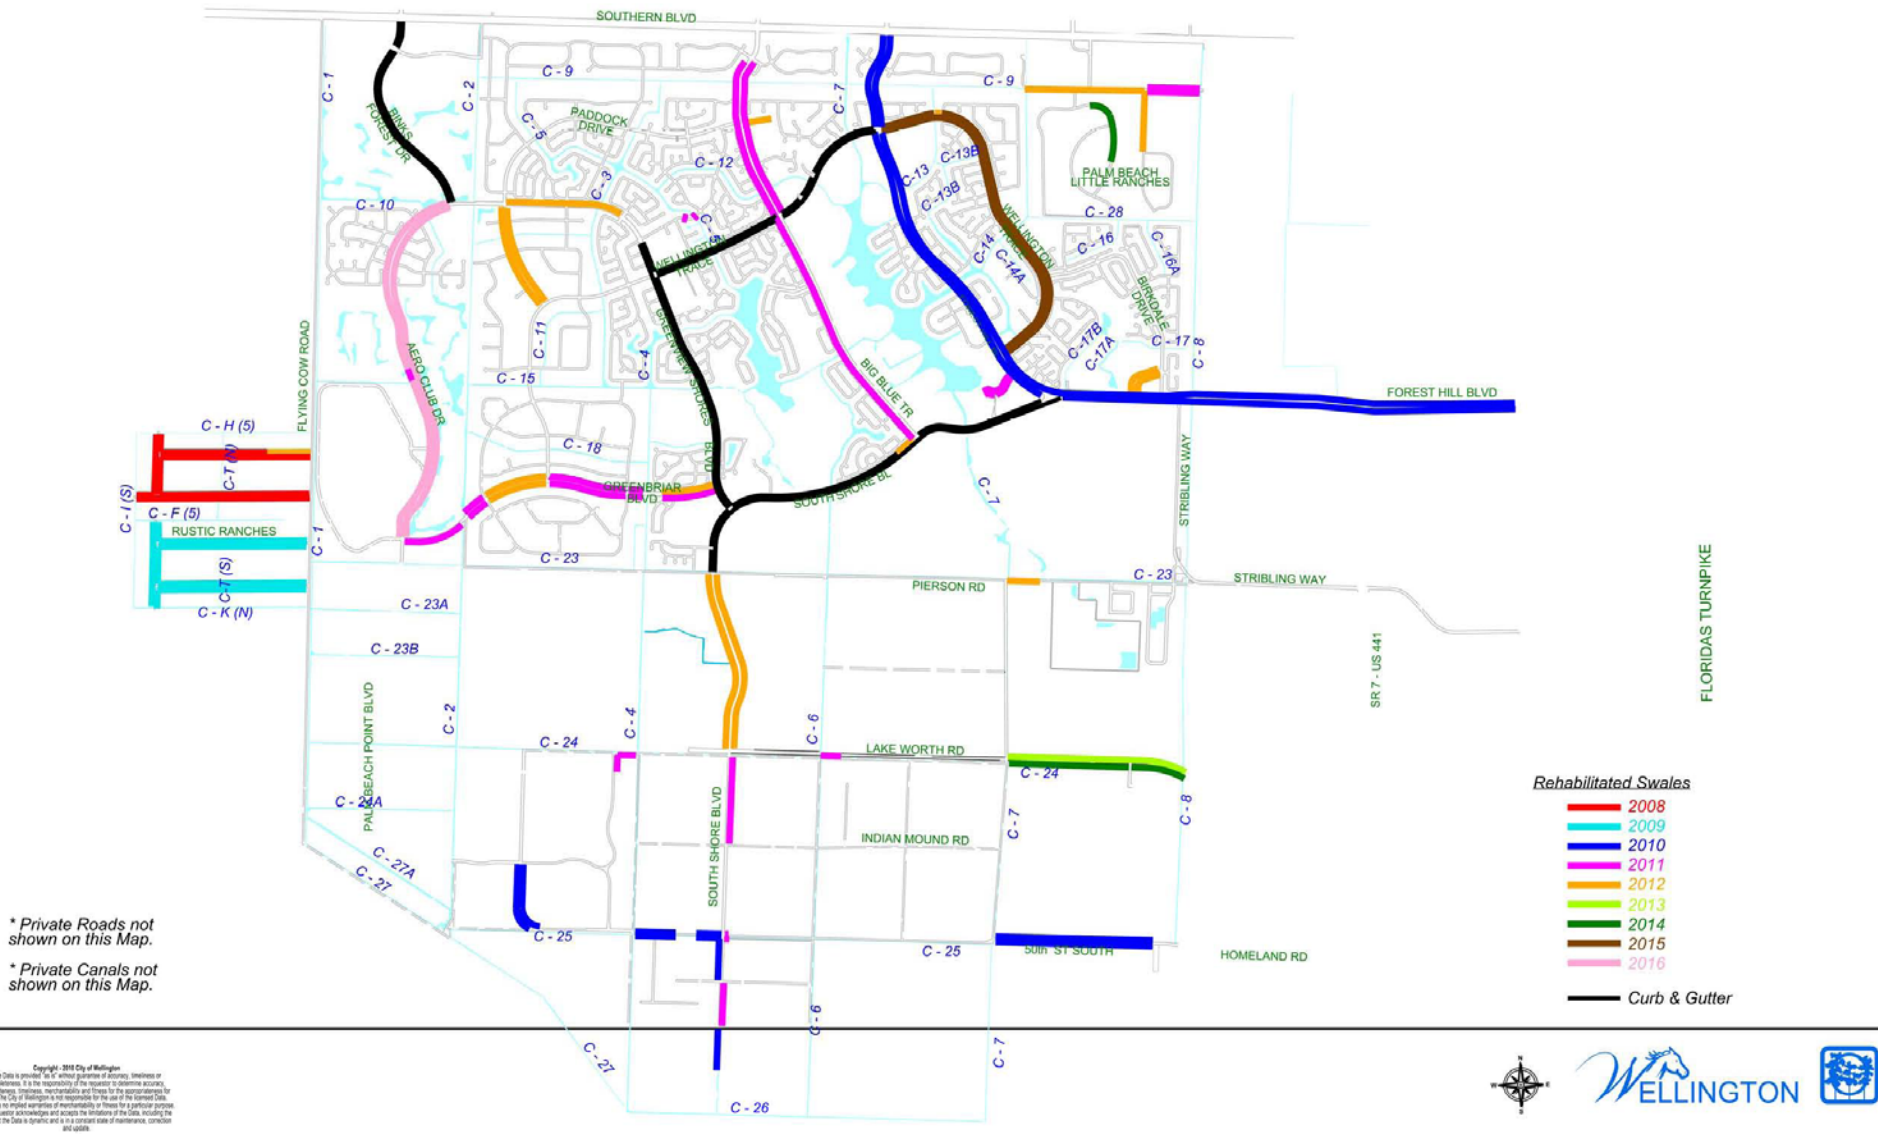 SOUTHERN BLVD
C - 9
C - 9
C - 1
C - 2
C - 7
BINKS
FOREST DR
PADDOCK
DRIVE
C - 5
C - 12
C - 3
C - 13
C-13B
C-13B
PALM BEACH
LITTLE RANCHES
C - 10
C - 5
C - 28
WELLINGTON
TRACE
WELLINGTON
TRACE
C - 14
C - 14A
C - 16
C - 16A
BIRKDALE
DRIVE
FLYING COW ROAD
AERO CLUB DR
C - 11
C - 4
GREENVIEW SHORES
BLVD
C-17B
C-17A
C - 17
C - 8
C - 15
BIG BLUE TR
FOREST HILL BLVD
C - H (5)
C-T (N)
C - 18
STRIBLING WAY
C - I (S)
C - F (5)
GREENBRIAR
BLVD
SOUTH SHORE BL
C - 7
RUSTIC RANCHES
C - 1
C-T (S)
C - 23
C - 23
STRIBLING WAY
PIERSON RD
C - K (N)
C - 23A
C - 23B
SR 7 - US 441
FLORIDAS TURNPIKE
PALM BEACH POINT BLVD
C - 2
C - 4
C - 6
C - 24
LAKE WORTH RD
C - 24
C - 24A
SOUTH SHORE BLVD
C - 7
C - 8
INDIAN MOUND RD
C - 27A
C - 27
C - 25
C - 25
50th ST SOUTH
HOMELAND RD
C - 6
C - 27
C - 7
C - 26
Rehabilitated Swales
2008
2009
2010
2011
2012
2013
2014
2015
2016
Curb & Gutter
* Private Roads not
shown on this Map.
* Private Canals not
shown on this Map.
N
W
E
S
WELLINGTON